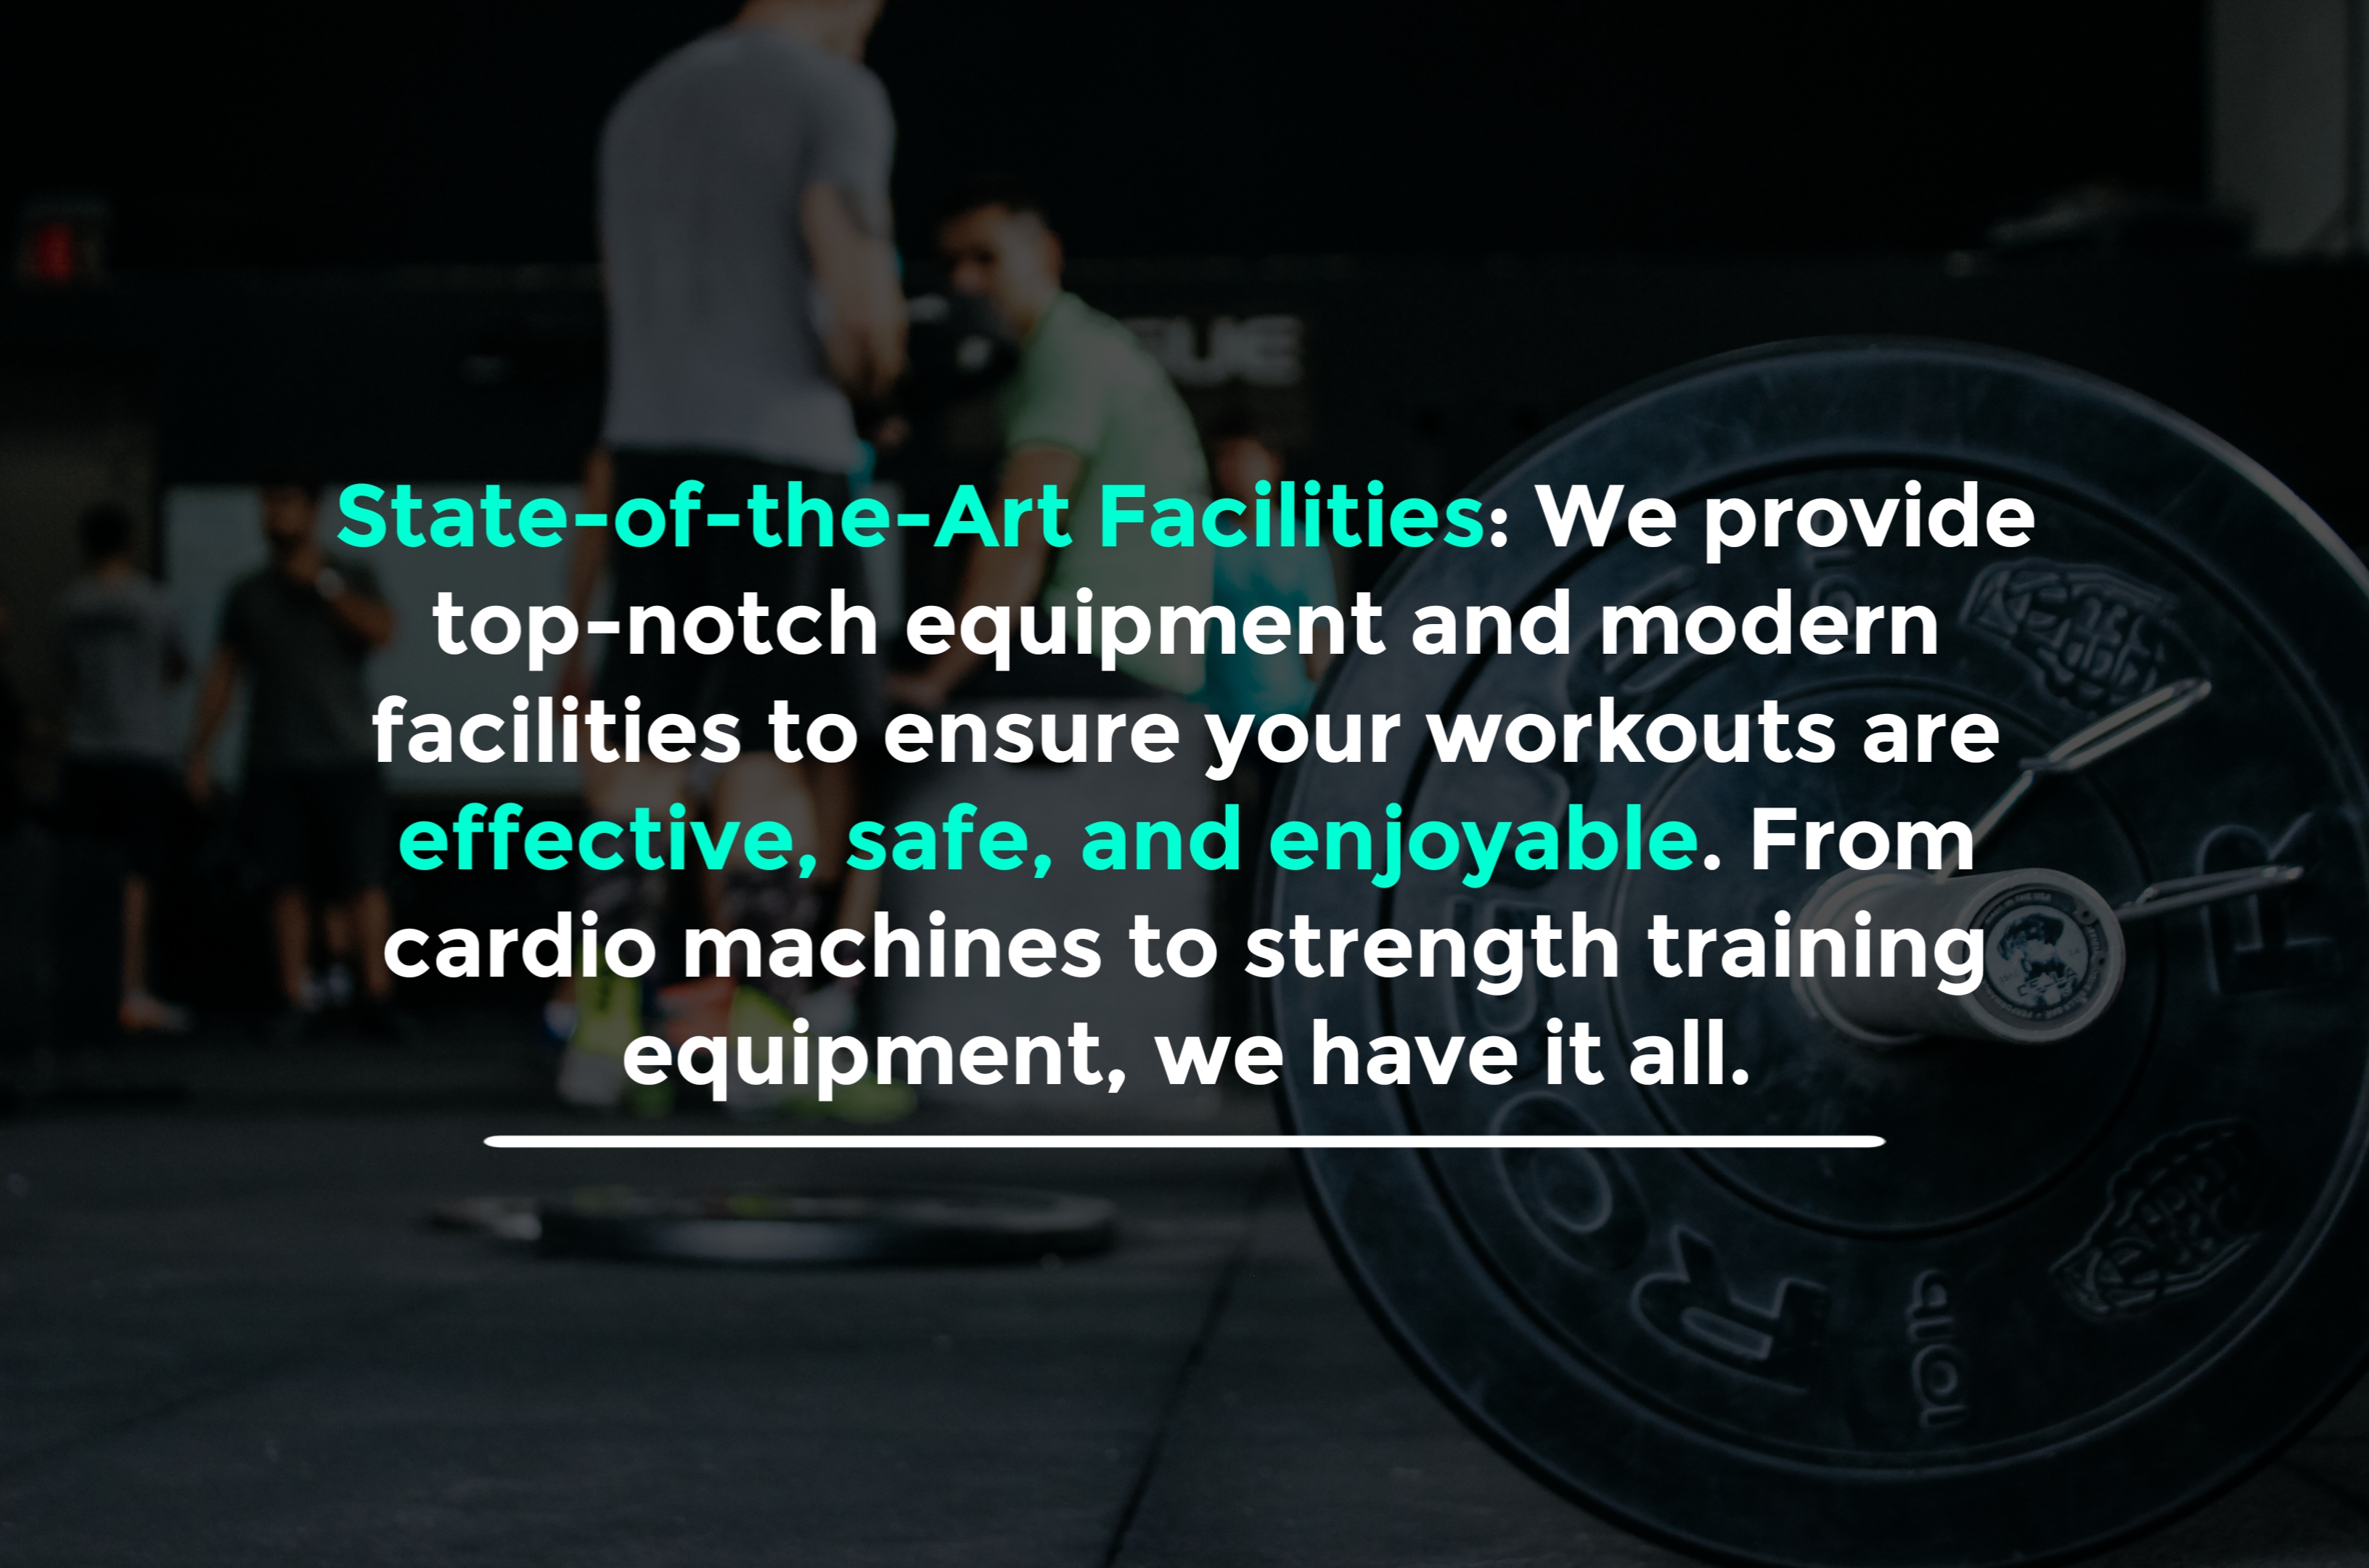 State-of-the-Art Facilities: We provide
top-notch equipment and modern
facilities to ensure your workouts are
effective, safe, and enjoyable. From
cardio machines to strength training
equipment, we have it all.